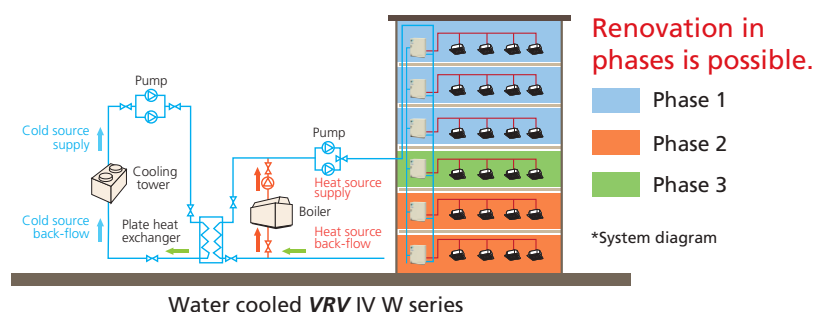 Renovation in
phases is possible.
Phase 1
Phase 2
Phase 3
*System diagram
Pump
Cold source
supply
Cooling
tower
Cold source
back-flow
Plate heat
exchanger
Pump
Heat source
supply
Boiler
Heat source
back-flow
Water cooled VRV IV W series